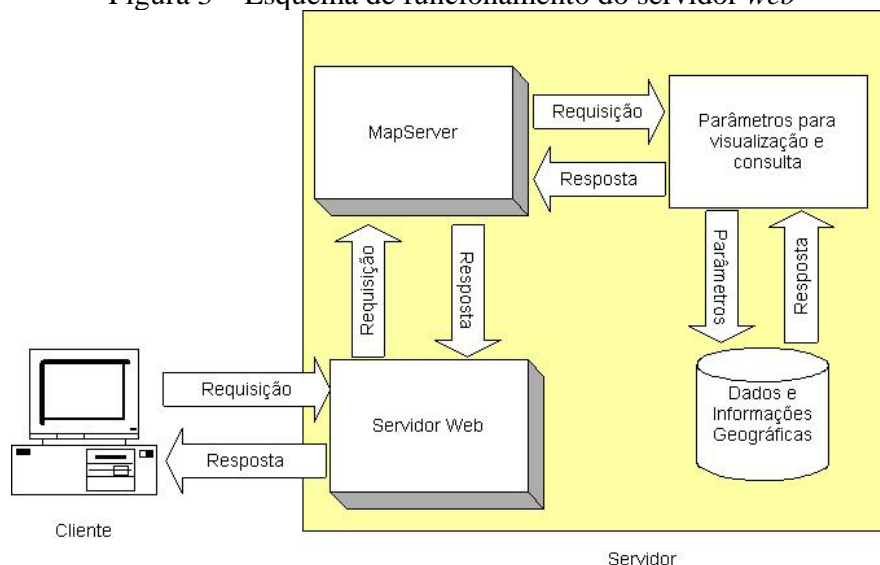 Figura 3 – Esquema de funcionamento do servidor web
MapServer
Requisição
Resposta
Parâmetros para
visualização e
consulta
Requisição
Resposta
Parâmetros
Resposta
Requisição
Resposta
Servidor Web
Dados e
Informações
Geográficas
Cliente
Servidor